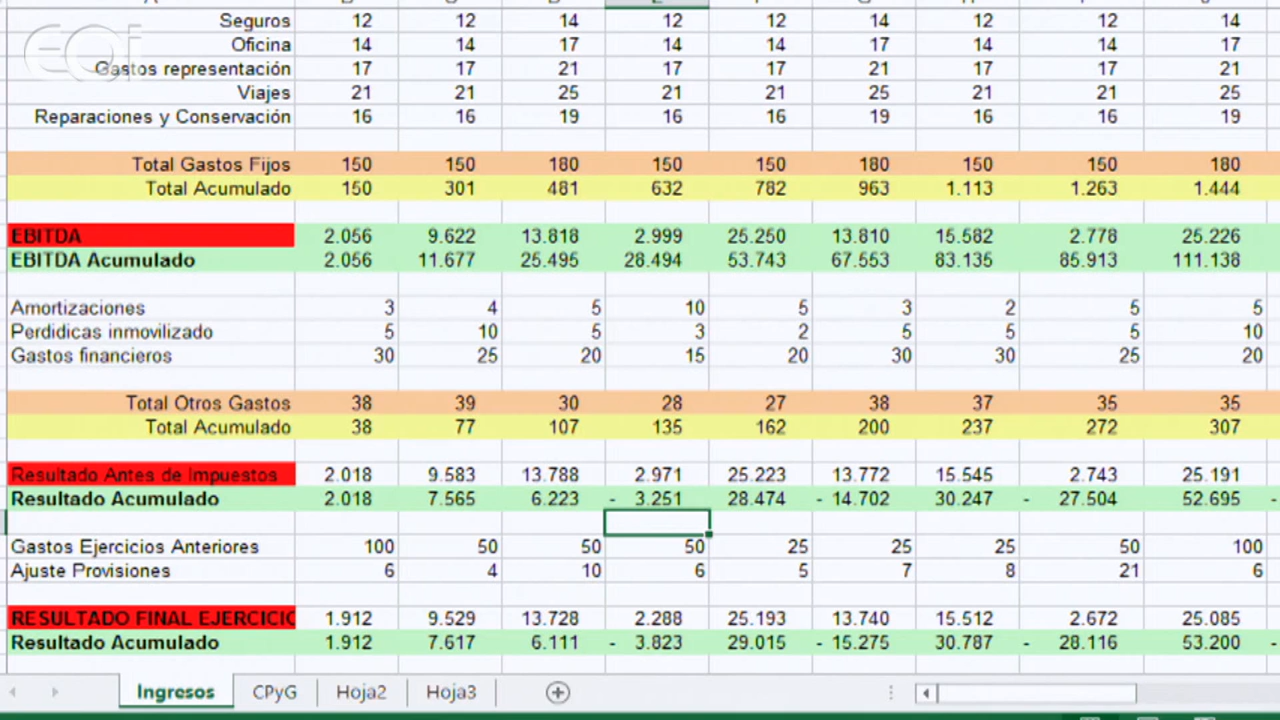 EOi
Seguros 12 12 14 12 12 14 12 12 14
Oficina 14 14 17 14 14 17 14 14 17
Gastos representación 17 17 21 17 17 21 17 17 21
Viajes 21 21 25 21 21 25 21 21 25
Reparaciones y Conservación 16 16 19 16 16 19 16 16 19
Total Gastos Fijos 150 150 180 150 150 180 150 150 180
Total Acumulado 150 301 481 632 782 963 1.113 1.263 1.444
EBITDA 2.056 9.622 13.818 2.999 25.250 13.810 15.582 2.778 25.226
EBITDA Acumulado 2.056 11.677 25.495 28.494 53.743 67.553 83.135 85.913 111.138
Amortizaciones 3 4 5 10 5 3 2 5 5
Perdidicas inmovilizado 5 10 5 3 2 5 5 5 10
Gastos financieros 30 25 20 15 20 30 30 25 20
Total Otros Gastos 38 39 30 28 27 38 37 35 35
Total Acumulado 38 77 107 135 162 200 237 272 307
Resultado Antes de Impuestos 2.018 9.583 13.788 2.971 25.223 13.772 15.545 2.743 25.191
Resultado Acumulado 2.018 7.565 6.223 - 3.251 28.474 - 14.702 30.247 - 27.504 52.695 -
Gastos Ejercicios Anteriores 100 50 50 50 25 25 25 50 100
Ajuste Provisiones 6 4 10 6 5 7 8 21 6
RESULTADO FINAL EJERCICIO 1.912 9.529 13.728 2.288 25.193 13.740 15.512 2.672 25.085
Resultado Acumulado 1.912 7.617 6.111 - 3.823 29.015 - 15.275 30.787 - 28.116 53.200 -
Ingresos CPyG Hoja2 Hoja3